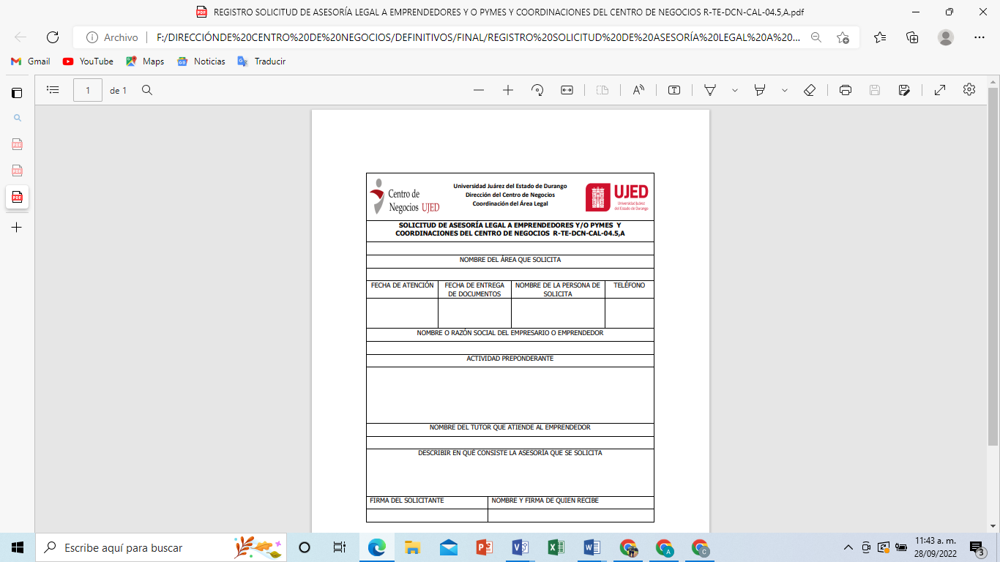 REGISTRO SOLICITUD DE ASESORÍA LEGAL A EMPRENDEDORES Y O PYMES Y COORDINACIONES DEL CENTRO DE NEGOCIOS R-TE-DCN-CAL-04.5,A.pdf
Archivo
F:/DIRECCIÓNDE%20CENTRO%20DE%20NEGOCIOS/DEFINITIVOS/FINAL/REGISTRO%20SOLICITUD%20DE%20ASESORÍA%20LEGAL%20A%20...
Gmail YouTube Maps Noticias Traducir
1 de 1
Centro de
Negocios UJED
Universidad Juárez del Estado de Durango
Dirección del Centro de Negocios
Coordinación del Área Legal
UJED
Universidad Juárez
del Estado de Durango
SOLICITUD DE ASESORÍA LEGAL A EMPRENDEDORES Y/O PYMES Y
COORDINACIONES DEL CENTRO DE NEGOCIOS R-TE-DCN-CAL-04.5,A
NOMBRE DEL ÁREA QUE SOLICITA
FECHA DE ATENCIÓN
FECHA DE ENTREGA
DE DOCUMENTOS
NOMBRE DE LA PERSONA DE
SOLICITA
TELÉFONO
NOMBRE O RAZÓN SOCIAL DEL EMPRESARIO O EMPRENDEDOR
ACTIVIDAD PREPONDERANTE
NOMBRE DEL TUTOR QUE ATIENDE AL EMPRENDEDOR
DESCRIBIR EN QUÉ CONSISTE LA ASESORÍA QUE SE SOLICITA
FIRMA DEL SOLICITANTE
NOMBRE Y FIRMA DE QUIEN RECIBE
Escribe aquí para buscar
11:43 a. m.
28/09/2022
3